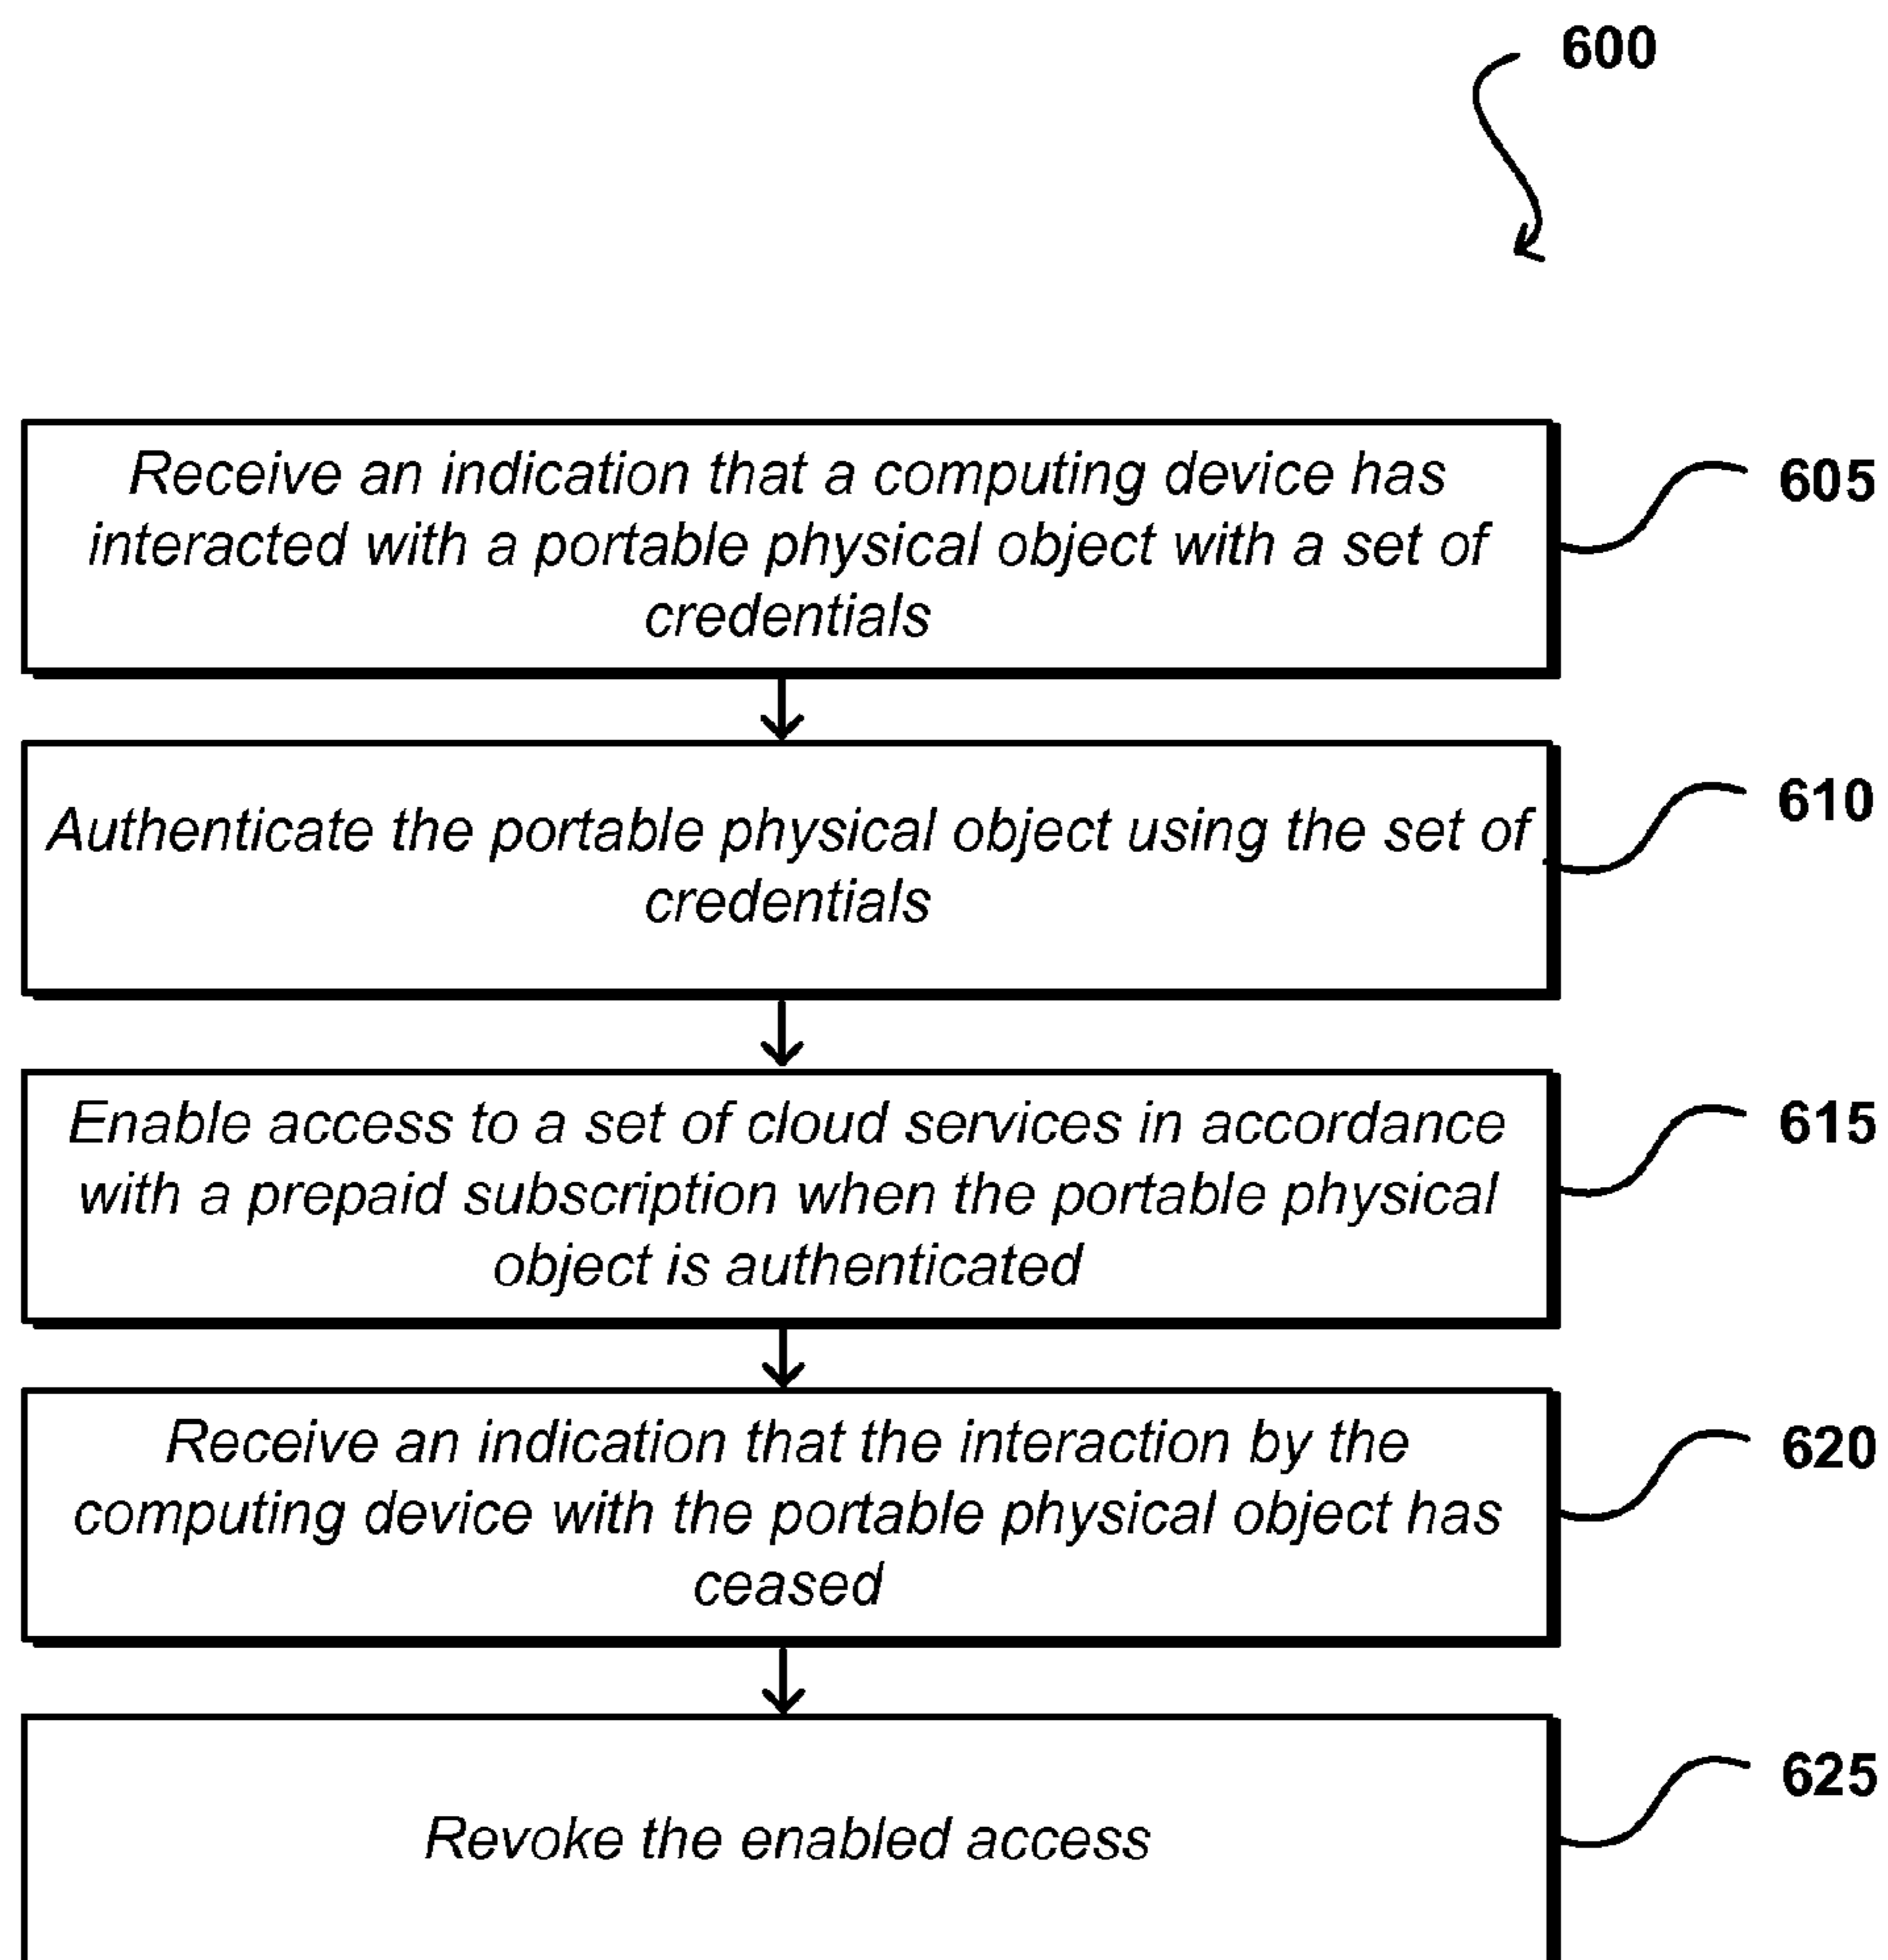 600
Receive an indication that a computing device has
interacted with a portable physical object with a set of
credentials
605
Authenticate the portable physical object using the set of
credentials
610
Enable access to a set of cloud services in accordance
with a prepaid subscription when the portable physical
object is authenticated
615
Receive an indication that the interaction by the
computing device with the portable physical object has
ceased
620
Revoke the enabled access
625